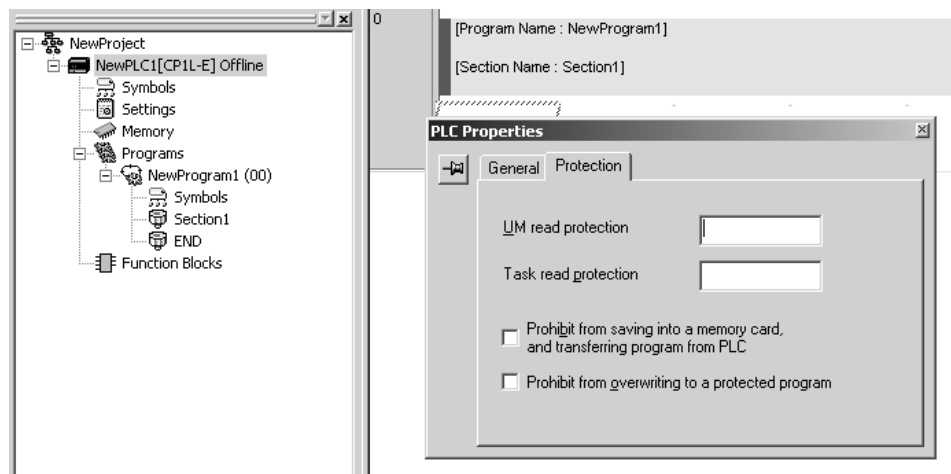 NewProject
NewPLC1[CP1L-E] Offline
Symbols
Settings
Memory
Programs
NewProgram1 (00)
Symbols
Section1
END
Function Blocks
0
[Program Name : NewProgram1]
[Section Name : Section1]
PLC Properties
General Protection
UM read protection
Task read protection
Prohibit from saving into a memory card,
and transferring program from PLC
Prohibit from overwriting to a protected program